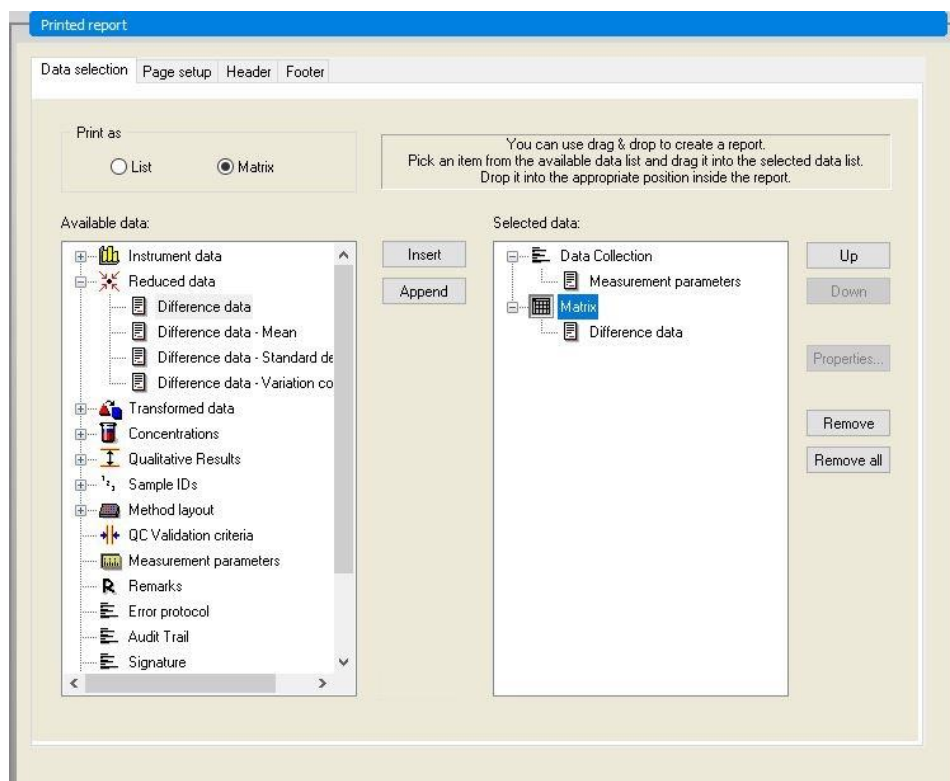 Printed report
Data selection Page setup Header Footer
Print as
List Matrix
You can use drag & drop to create a report.
Pick an item from the available data list and drag it into the selected data list.
Drop it into the appropriate position inside the report.
Available data:
Instrument data
Reduced data
Difference data
Difference data - Mean
Difference data - Standard de
Difference data - Variation co
Transformed data
Concentrations
Qualitative Results
Sample IDs
Method layout
QC Validation criteria
Measurement parameters
Remarks
Error protocol
Audit Trail
Signature
Insert
Append
Selected data:
Data Collection
Measurement parameters
Matrix
Difference data
Up
Down
Properties...
Remove
Remove all